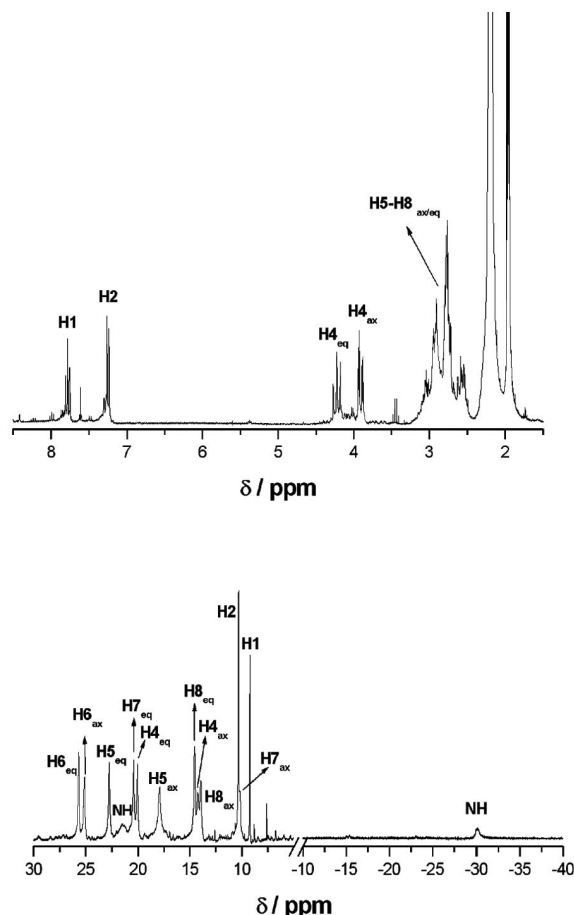 H5-H8 ax/eq
H1
H2
H4eq
H4ax
8 7 6 5 4 3 2
δ / ppm
H2
H1
H8eq
H7eq
H6ax
H4eq
H4ax
H6eq
H5eq
H5ax
H7ax
H8ax
NH
NH
30 25 20 15 10 -10 -15 -20 -25 -30 -35 -40
δ / ppm